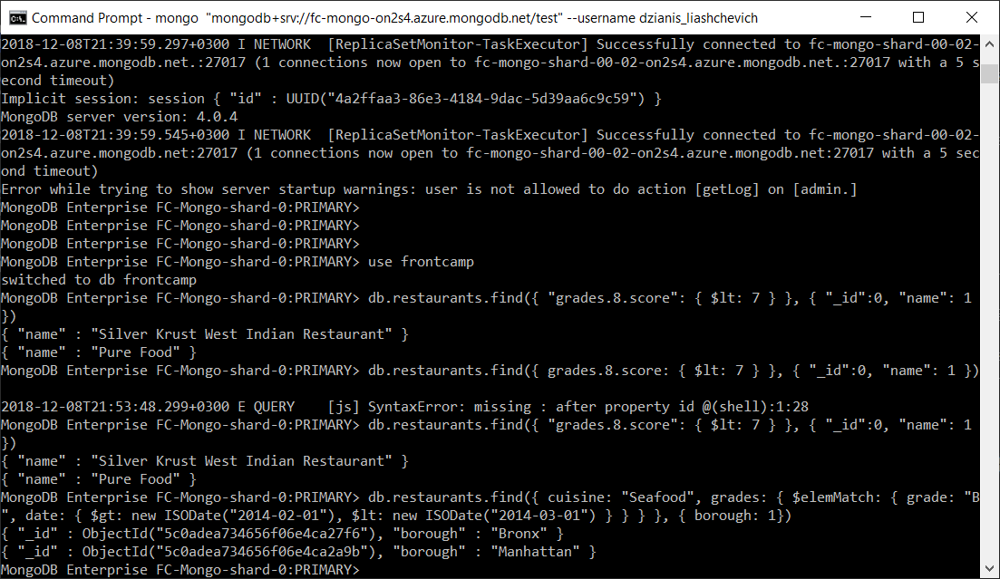 Command Prompt - mongo "mongodb+srv://fc-mongo-on2s4.azure.mongodb.net/test" --username dzianis_liashchevich
2018-12-08T21:39:59.297+0300 I NETWORK  [ReplicaSetMonitor-TaskExecutor] Successfully connected to fc-mongo-shard-00-02-
on2s4.azure.mongodb.net.:27017 (1 connections now open to fc-mongo-shard-00-02-on2s4.azure.mongodb.net.:27017 with a 5 s
econd timeout)
Implicit session: session { "id" : UUID("4a2ffaa3-86e3-4184-9dac-5d39aa6c9c59") }
MongoDB server version: 4.0.4
2018-12-08T21:39:59.545+0300 I NETWORK  [ReplicaSetMonitor-TaskExecutor] Successfully connected to fc-mongo-shard-00-02-
on2s4.azure.mongodb.net:27017 (1 connections now open to fc-mongo-shard-00-02-on2s4.azure.mongodb.net:27017 with a 5 sec
ond timeout)
Error while trying to show server startup warnings: user is not allowed to do action [getLog] on [admin.]
MongoDB Enterprise FC-Mongo-shard-0:PRIMARY>
MongoDB Enterprise FC-Mongo-shard-0:PRIMARY>
MongoDB Enterprise FC-Mongo-shard-0:PRIMARY>
MongoDB Enterprise FC-Mongo-shard-0:PRIMARY> use frontcamp
switched to db frontcamp
MongoDB Enterprise FC-Mongo-shard-0:PRIMARY> db.restaurants.find({ "grades.8.score": { $lt: 7 } }, { "_id":0, "name": 1
})
{ "name" : "Silver Krust West Indian Restaurant" }
{ "name" : "Pure Food" }
MongoDB Enterprise FC-Mongo-shard-0:PRIMARY> db.restaurants.find({ grades.8.score: { $lt: 7 } }, { "_id":0, "name": 1 })
2018-12-08T21:53:48.299+0300 E QUERY    [js] SyntaxError: missing : after property id @(shell):1:28
MongoDB Enterprise FC-Mongo-shard-0:PRIMARY> db.restaurants.find({ "grades.8.score": { $lt: 7 } }, { "_id":0, "name": 1
})
{ "name" : "Silver Krust West Indian Restaurant" }
{ "name" : "Pure Food" }
MongoDB Enterprise FC-Mongo-shard-0:PRIMARY> db.restaurants.find({ cuisine: "Seafood", grades: { $elemMatch: { grade: "B
", date: { $gt: new ISODate("2014-02-01"), $lt: new ISODate("2014-03-01") } } } }, { borough: 1})
{ "_id" : ObjectId("5c0adea734656f06e4ca27f6"), "borough" : "Bronx" }
{ "_id" : ObjectId("5c0adea734656f06e4ca2a9b"), "borough" : "Manhattan" }
MongoDB Enterprise FC-Mongo-shard-0:PRIMARY>